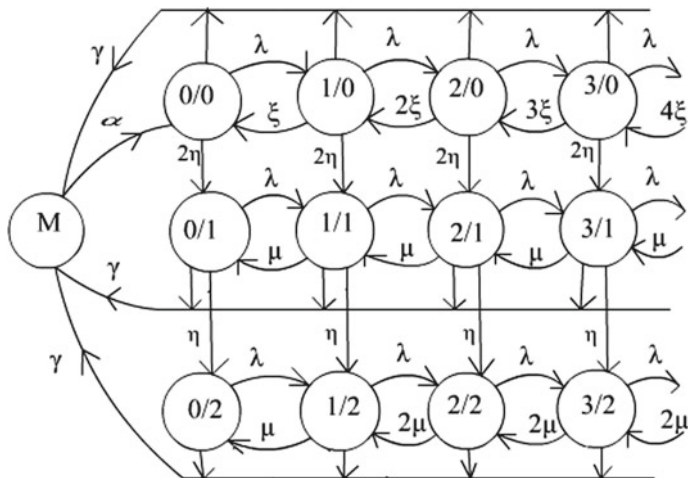 γ λ λ λ λ
0/0 1/0 2/0 3/0
α ξ 2ξ 3ξ 4ξ
2η 2η 2η 2η
λ λ λ λ
M 0/1 1/1 2/1 3/1
μ μ μ μ
γ
η η η η
γ λ λ λ λ
0/2 1/2 2/2 3/2
μ 2μ 2μ 2μ